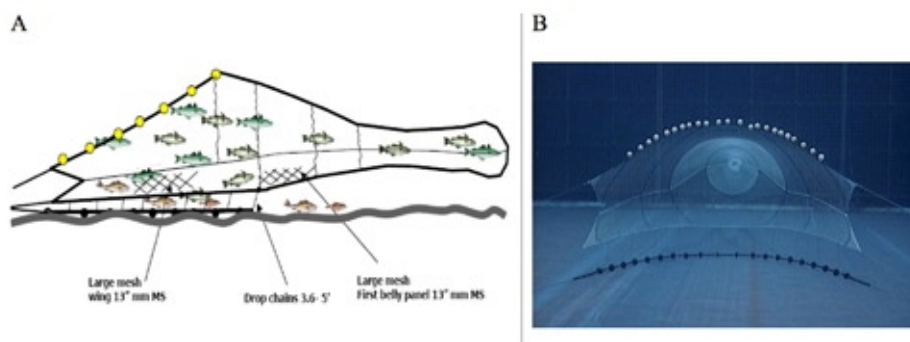 A
B
Large mesh
wing 13" mm MS
Drop chains 3.6- 5'
Large mesh
First belly panel 13" mm MS